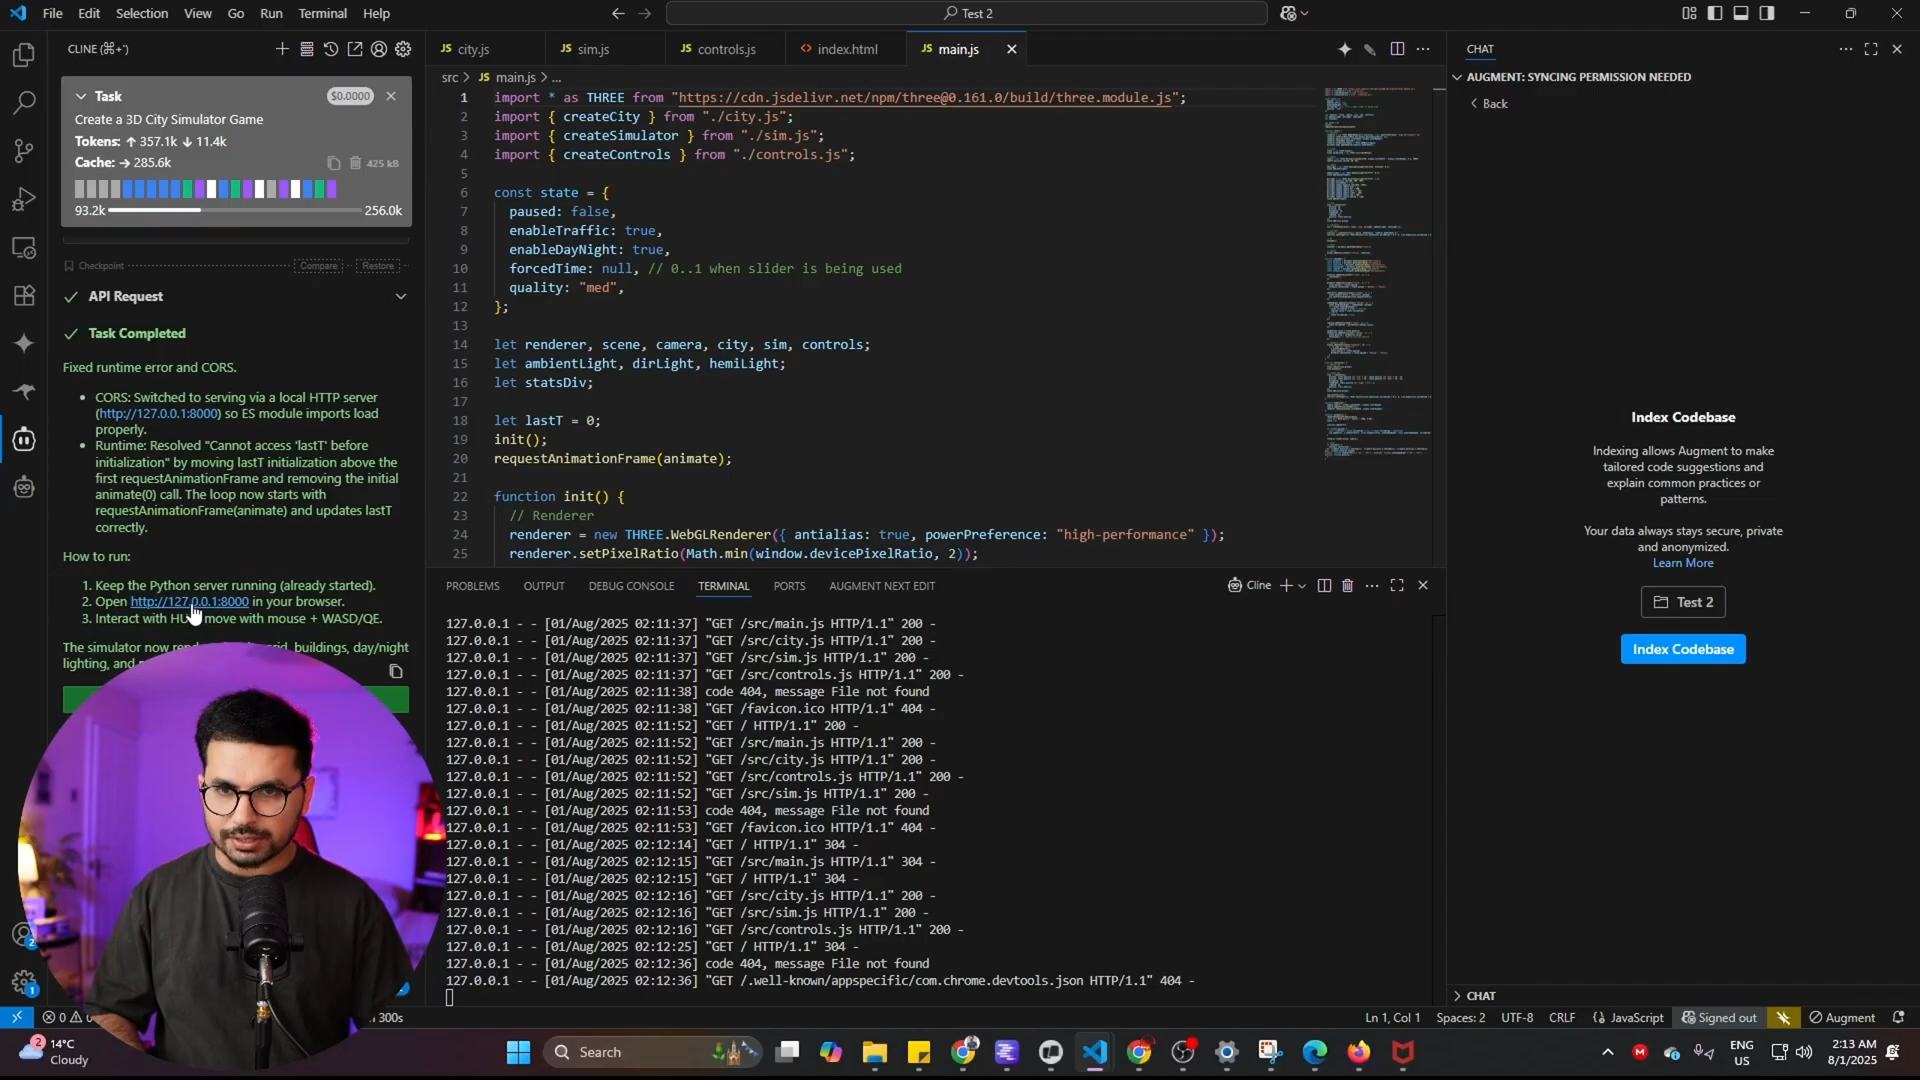 File Edit Selection View Go Run Terminal Help
Test 2
CLINE (⌘+')
Task $0.0000
Create a 3D City Simulator Game
Tokens: ↑ 357.1k ↓ 11.4k
Cache: → 285.6k
425 kB
93.2k 256.0k
Checkpoint Compare Restore
API Request
Task Completed
Fixed runtime error and CORS.
• CORS: Switched to serving via a local HTTP server
(http://127.0.0.1:8000) so ES module imports load
properly.
• Runtime: Resolved "Cannot access 'lastT' before
initialization" by moving lastT initialization above the
first requestAnimationFrame and removing the initial
animate(0) call. The loop now starts with
requestAnimationFrame(animate) and updates lastT
correctly.
How to run:
1. Keep the Python server running (already started).
2. Open http://127.0.0.1:8000 in your browser.
3. Interact with move with mouse + WASD/QE.
The simulator now buildings, day/night
lighting, and
city.js sim.js controls.js index.html main.js
src > JS main.js > ...
1 import * as THREE from "https://cdn.jsdelivr.net/npm/three@0.161.0/build/three.module.js";
2 import { createCity } from "./city.js";
3 import { createSimulator } from "./sim.js";
4 import { createControls } from "./controls.js";
5
6 const state = {
7 paused: false,
8 enableTraffic: true,
9 enableDayNight: true,
10 forcedTime: null, // 0..1 when slider is being used
11 quality: "med",
12 };
13
14 let renderer, scene, camera, city, sim, controls;
15 let ambientLight, dirLight, hemiLight;
16 let statsDiv;
17
18 let lastT = 0;
19 init();
20 requestAnimationFrame(animate);
21
22 function init() {
23 // Renderer
24 renderer = new THREE.WebGLRenderer({ antialias: true, powerPreference: "high-performance" });
25 renderer.setPixelRatio(Math.min(window.devicePixelRatio, 2));
PROBLEMS OUTPUT DEBUG CONSOLE TERMINAL PORTS AUGMENT NEXT EDIT Cline
127.0.0.1 - - [01/Aug/2025 02:11:37] "GET /src/main.js HTTP/1.1" 200 -
127.0.0.1 - - [01/Aug/2025 02:11:37] "GET /src/city.js HTTP/1.1" 200 -
127.0.0.1 - - [01/Aug/2025 02:11:37] "GET /src/sim.js HTTP/1.1" 200 -
127.0.0.1 - - [01/Aug/2025 02:11:37] "GET /src/controls.js HTTP/1.1" 200 -
127.0.0.1 - - [01/Aug/2025 02:11:38] code 404, message File not found
127.0.0.1 - - [01/Aug/2025 02:11:38] "GET /favicon.ico HTTP/1.1" 404 -
127.0.0.1 - - [01/Aug/2025 02:11:52] "GET / HTTP/1.1" 200 -
127.0.0.1 - - [01/Aug/2025 02:11:52] "GET /src/main.js HTTP/1.1" 200 -
127.0.0.1 - - [01/Aug/2025 02:11:52] "GET /src/city.js HTTP/1.1" 200 -
127.0.0.1 - - [01/Aug/2025 02:11:52] "GET /src/controls.js HTTP/1.1" 200 -
127.0.0.1 - - [01/Aug/2025 02:11:52] "GET /src/sim.js HTTP/1.1" 200 -
127.0.0.1 - - [01/Aug/2025 02:11:53] code 404, message File not found
127.0.0.1 - - [01/Aug/2025 02:11:53] "GET /favicon.ico HTTP/1.1" 404 -
127.0.0.1 - - [01/Aug/2025 02:12:14] "GET / HTTP/1.1" 304 -
127.0.0.1 - - [01/Aug/2025 02:12:15] "GET /src/main.js HTTP/1.1" 304 -
127.0.0.1 - - [01/Aug/2025 02:12:15] "GET / HTTP/1.1" 304 -
127.0.0.1 - - [01/Aug/2025 02:12:16] "GET /src/city.js HTTP/1.1" 200 -
127.0.0.1 - - [01/Aug/2025 02:12:16] "GET /src/sim.js HTTP/1.1" 200 -
127.0.0.1 - - [01/Aug/2025 02:12:16] "GET /src/controls.js HTTP/1.1" 200 -
127.0.0.1 - - [01/Aug/2025 02:12:25] "GET / HTTP/1.1" 304 -
127.0.0.1 - - [01/Aug/2025 02:12:36] code 404, message File not found
127.0.0.1 - - [01/Aug/2025 02:12:36] "GET /.well-known/appspecific/com.chrome.devtools.json HTTP/1.1" 404 -
CHAT
AUGMENT: SYNCING PERMISSION NEEDED
Back
Index Codebase
Indexing allows Augment to make
tailored code suggestions and
explain common practices or
patterns.
Your data always stays secure, private
and anonymized.
Learn More
Test 2
Index Codebase
CHAT
300s
Ln 1, Col 1 Spaces: 2 UTF-8 CRLF {} JavaScript Signed out Augment
14°C
Cloudy
Search
ENG
US
2:13 AM
8/1/2025